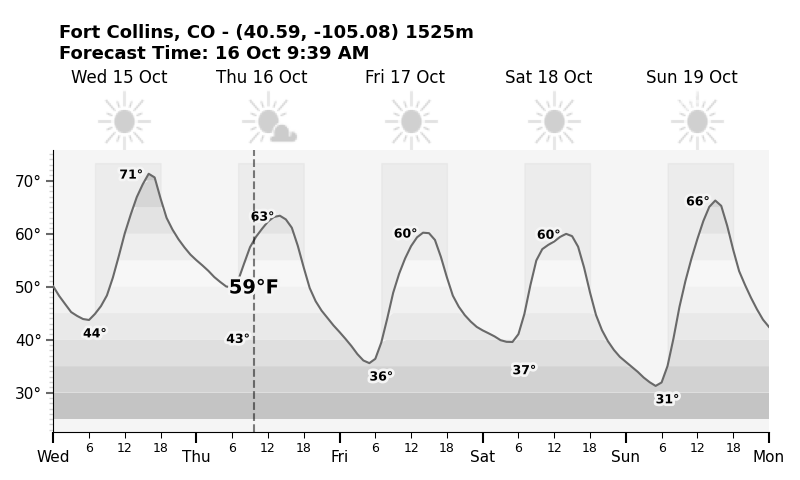 Fort Collins, CO - (40.59, -105.08) 1525m
Forecast Time: 16 Oct 9:39 AM
Wed 15 Oct Thu 16 Oct Fri 17 Oct Sat 18 Oct Sun 19 Oct
70°
60°
50°
40°
30°
71°
63°
60°
60°
66°
59°F
44°
43°
36°
37°
31°
6 12 18 6 12 18 6 12 18 6 12 18 6 12 18
Wed Thu Fri Sat Sun Mon